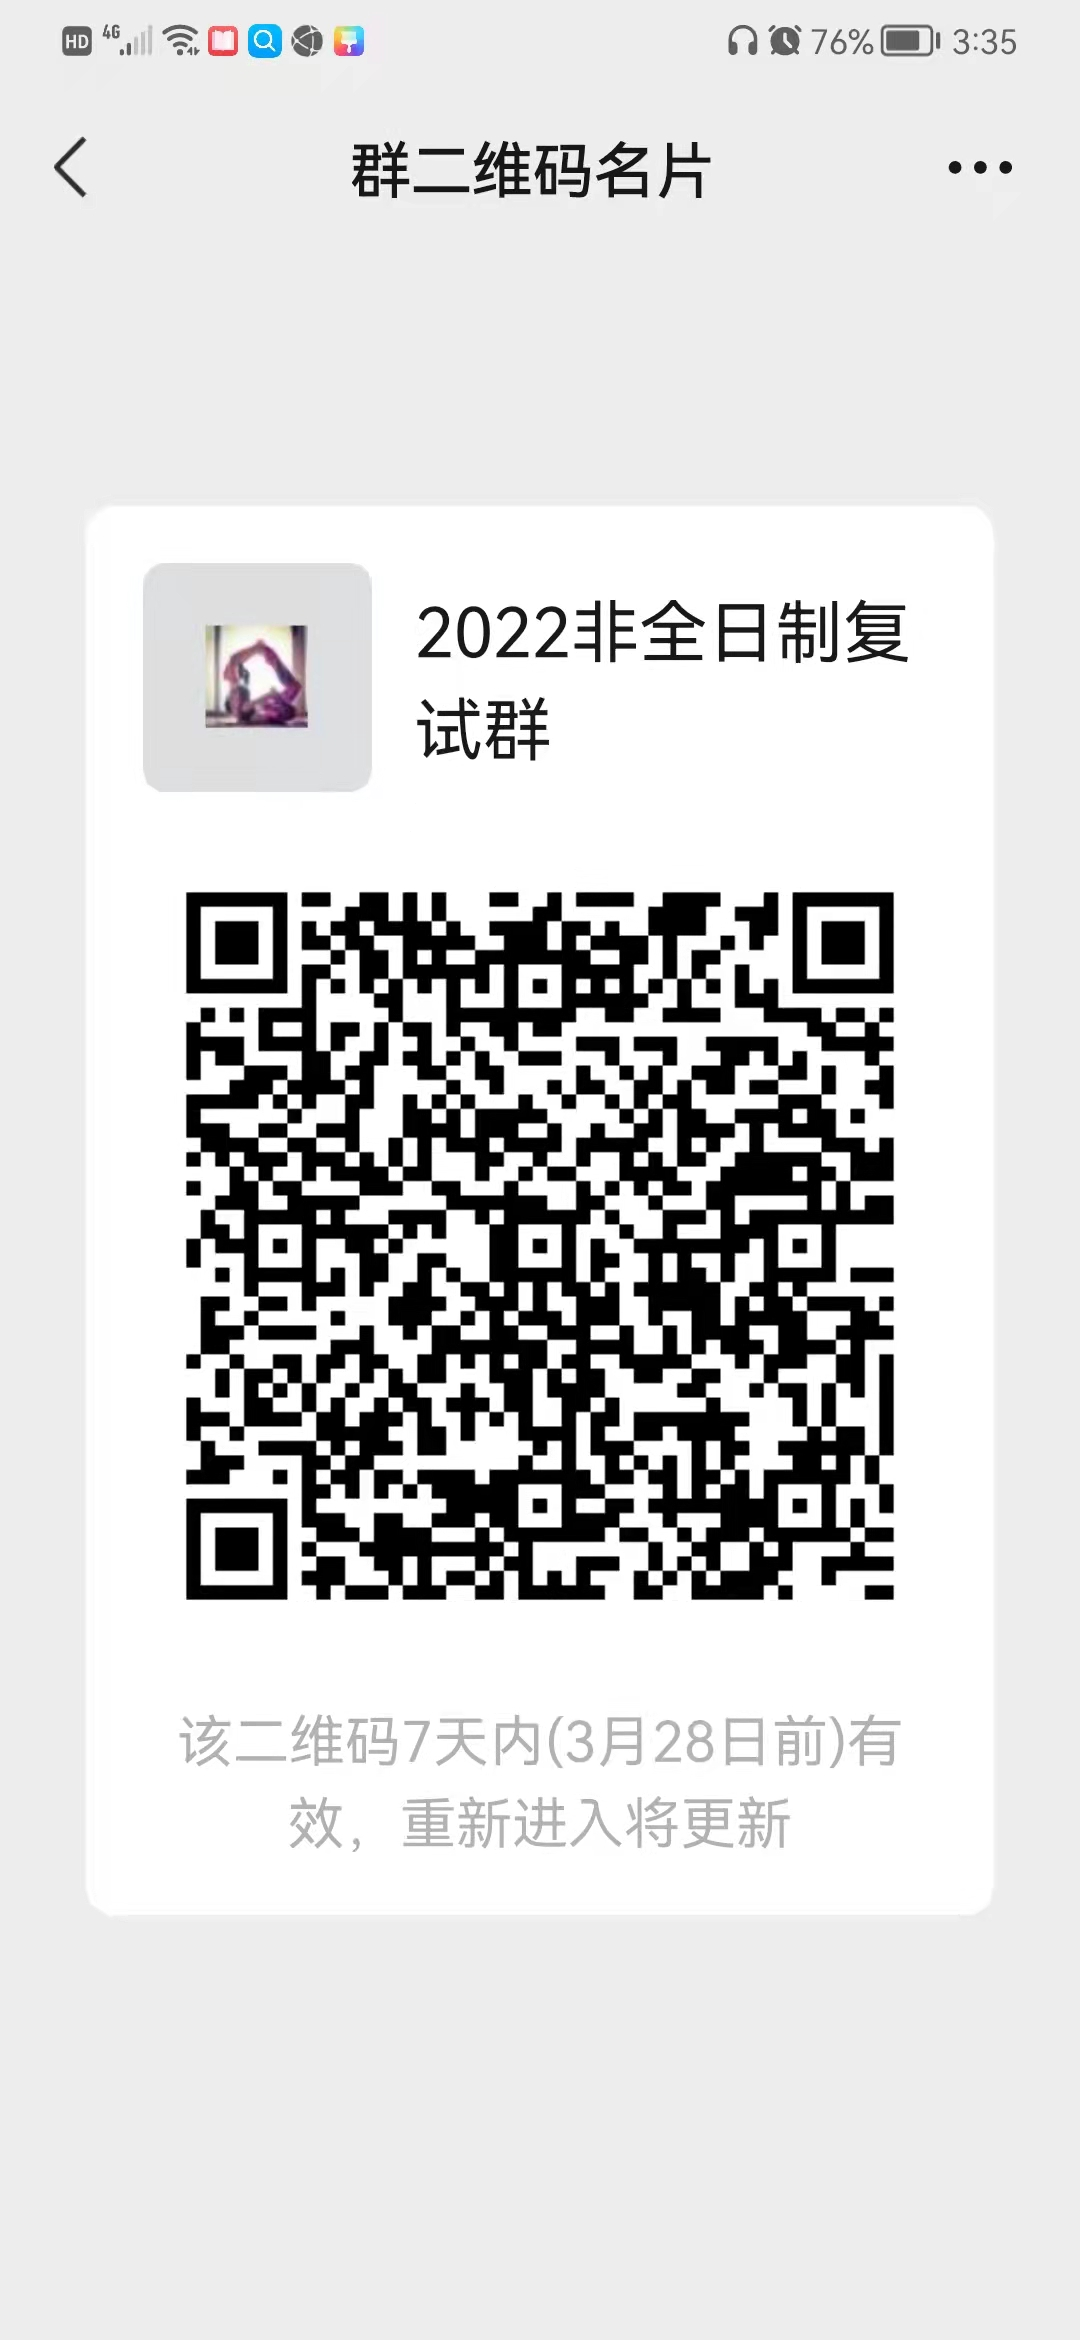 HD 4G 76% 3:35
群二维码名片
2022非全日制复
试群
该二维码7天内(3月28日前)有
效，重新进入将更新